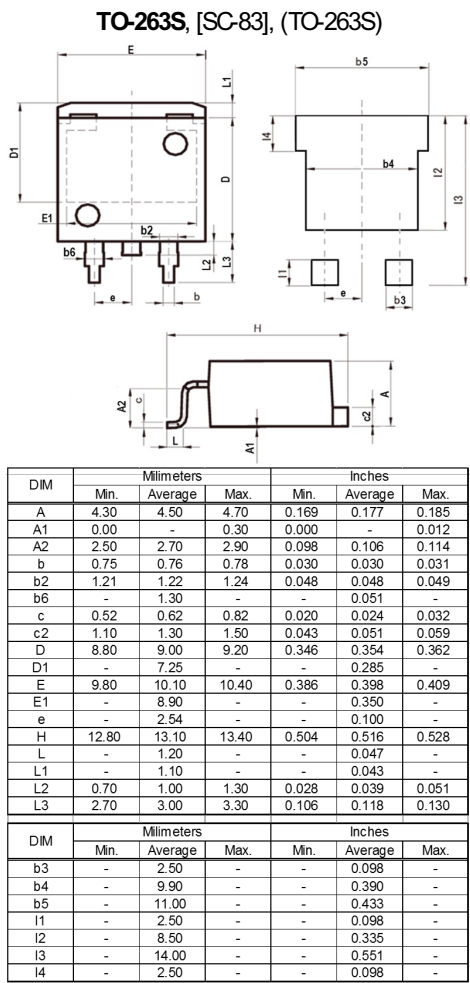 TO-263S, [SC-83], (TO-263S)
E
L1
b5
D1
D
l4
b4
l2
l3
E1
b2
b6
L2
L3
l1
e
b
e
b3
H
A2
c
A
c2
L
A1
DIM Milimeters Inches
Min. Average Max. Min. Average Max.
A 4.30 4.50 4.70 0.169 0.177 0.185
A1 0.00 - 0.30 0.000 - 0.012
A2 2.50 2.70 2.90 0.098 0.106 0.114
b 0.75 0.76 0.78 0.030 0.030 0.031
b2 1.21 1.22 1.24 0.048 0.048 0.049
b6 - 1.30 - - 0.051 -
c 0.52 0.62 0.82 0.020 0.024 0.032
c2 1.10 1.30 1.50 0.043 0.051 0.059
D 8.80 9.00 9.20 0.346 0.354 0.362
D1 - 7.25 - - 0.285 -
E 9.80 10.10 10.40 0.386 0.398 0.409
E1 - 8.90 - - 0.350 -
e - 2.54 - - 0.100 -
H 12.80 13.10 13.40 0.504 0.516 0.528
L - 1.20 - - 0.047 -
L1 - 1.10 - - 0.043 -
L2 0.70 1.00 1.30 0.028 0.039 0.051
L3 2.70 3.00 3.30 0.106 0.118 0.130
DIM Milimeters Inches
Min. Average Max. Min. Average Max.
b3 - 2.50 - - 0.098 -
b4 - 9.90 - - 0.390 -
b5 - 11.00 - - 0.433 -
l1 - 2.50 - - 0.098 -
l2 - 8.50 - - 0.335 -
l3 - 14.00 - - 0.551 -
l4 - 2.50 - - 0.098 -